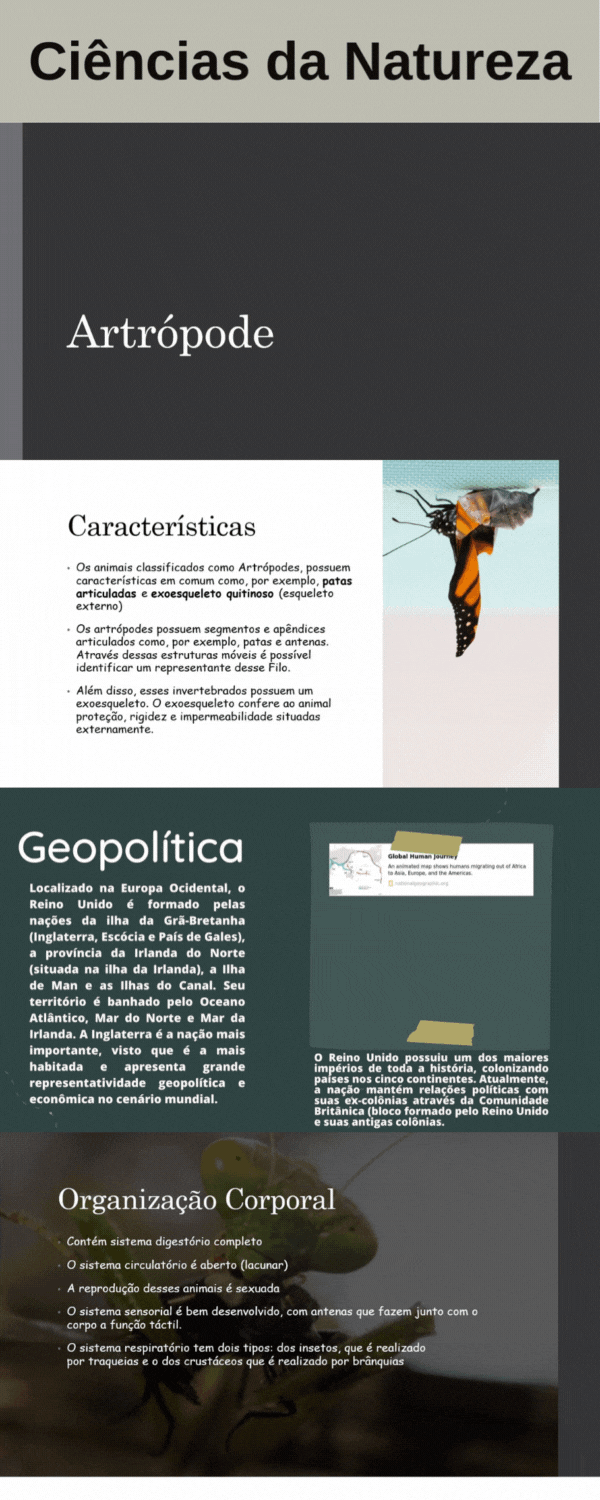 Ciências da Natureza
Artrópode
Características
• Os animais classificados como Artrópodes, possuem
características em comum como, por exemplo, patas
articuladas e exoesqueleto quitinoso (esqueleto
externo)
• Os artrópodes possuem segmentos e apêndices
articulados como, por exemplo, patas e antenas.
Através dessas estruturas móveis é possível
identificar um representante desse Filo.
• Além disso, esses invertebrados possuem um
exoesqueleto. O exoesqueleto confere ao animal
proteção, rigidez e impermeabilidade situadas
externamente.
Geopolítica
Localizado na Europa Ocidental, o
Reino Unido é formado pelas
nações da ilha da Grã-Bretanha
(Inglaterra, Escócia e País de Gales),
a província da Irlanda do Norte
(situada na ilha da Irlanda), a Ilha
de Man e as Ilhas do Canal. Seu
território é banhado pelo Oceano
Atlântico, Mar do Norte e Mar da
Irlanda. A Inglaterra é a nação mais
importante, visto que é a mais
habitada e apresenta grande
representatividade geopolítica e
econômica no cenário mundial.
Global Human Journey
An animated map shows humans migrating out of Africa
to Asia, Europe, and the Americas.
nationalgeographic.org
O Reino Unido possuiu um dos maiores
impérios de toda a história, colonizando
países nos cinco continentes. Atualmente,
a nação mantém relações políticas com
suas ex-colônias através da Comunidade
Britânica (bloco formado pelo Reino Unido
e suas antigas colônias.
Organização Corporal
• Contém sistema digestório completo
• O sistema circulatório é aberto (lacunar)
• A reprodução desses animais é sexuada
• O sistema sensorial é bem desenvolvido, com antenas que fazem junto com o
corpo a função táctil.
• O sistema respiratório tem dois tipos: dos insetos, que é realizado
por traqueias e o dos crustáceos que é realizado por brânquias